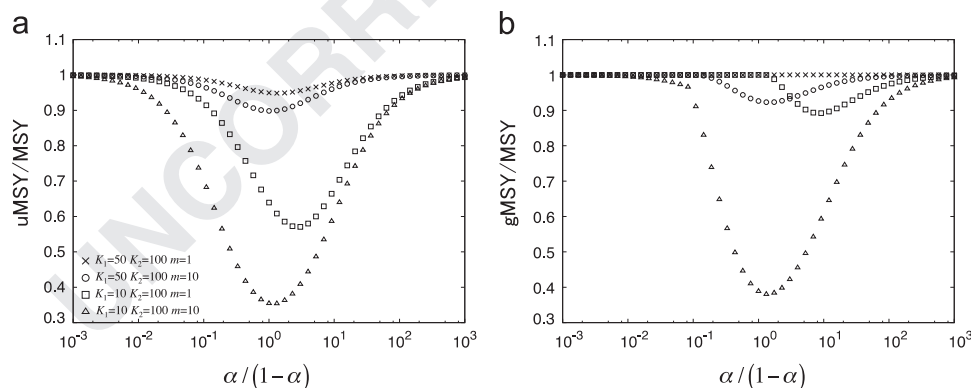 a
1.1
1
0.9
0.8
0.7
0.6
0.5
0.4
0.3
uMSY/MSY
K₁=50 K₂=100 m=1
K₁=50 K₂=100 m=10
K₁=10 K₂=100 m=1
K₁=10 K₂=100 m=10
10⁻³ 10⁻² 10⁻¹ 10⁰ 10¹ 10² 10³
α/(1−α)
b
1.1
1
0.9
0.8
0.7
0.6
0.5
0.4
0.3
gMSY/MSY
10⁻³ 10⁻² 10⁻¹ 10⁰ 10¹ 10² 10³
α/(1−α)
UNCORR